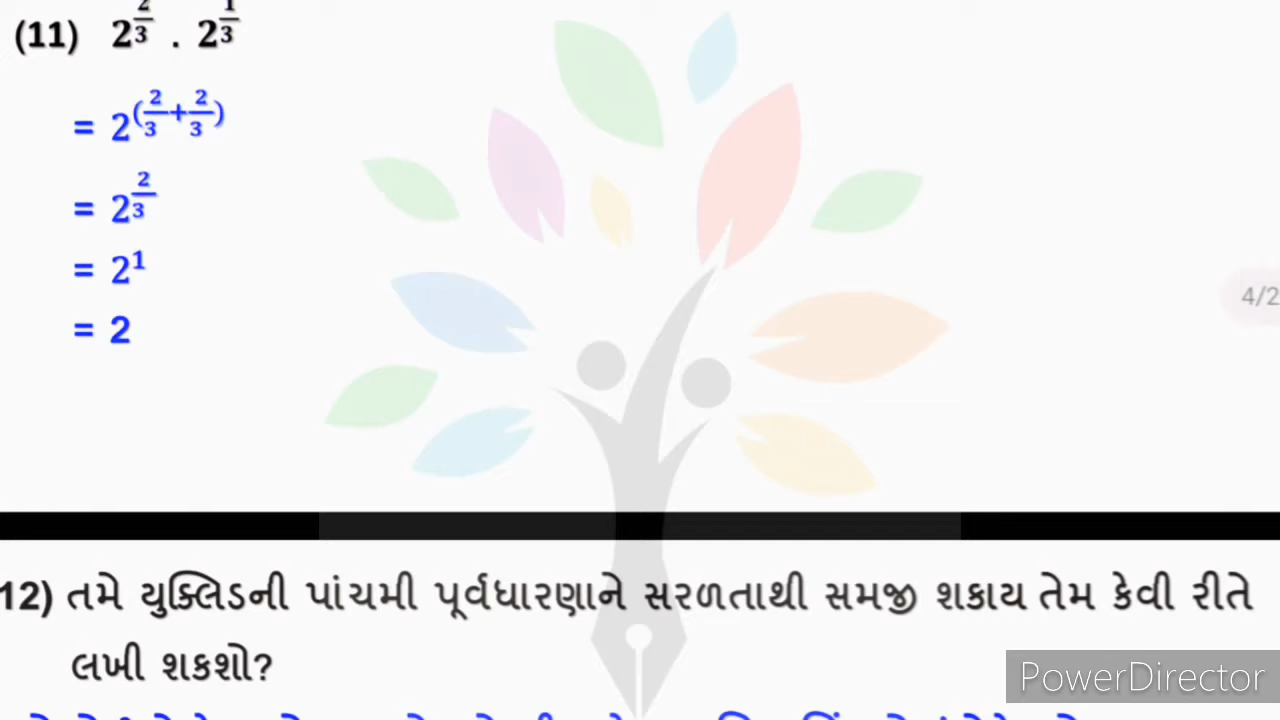 (11) 2^(2/3) . 2^(1/3)
= 2^(2/3+2/3)
= 2^(2/3)
= 2^1
= 2
4/2
12) તમે યુક્લિડની પાંચમી પૂર્વધારણાને સરળતાથી સમજી શકાય તેમ કેવી રીતે
લખી શકશો?
PowerDirector